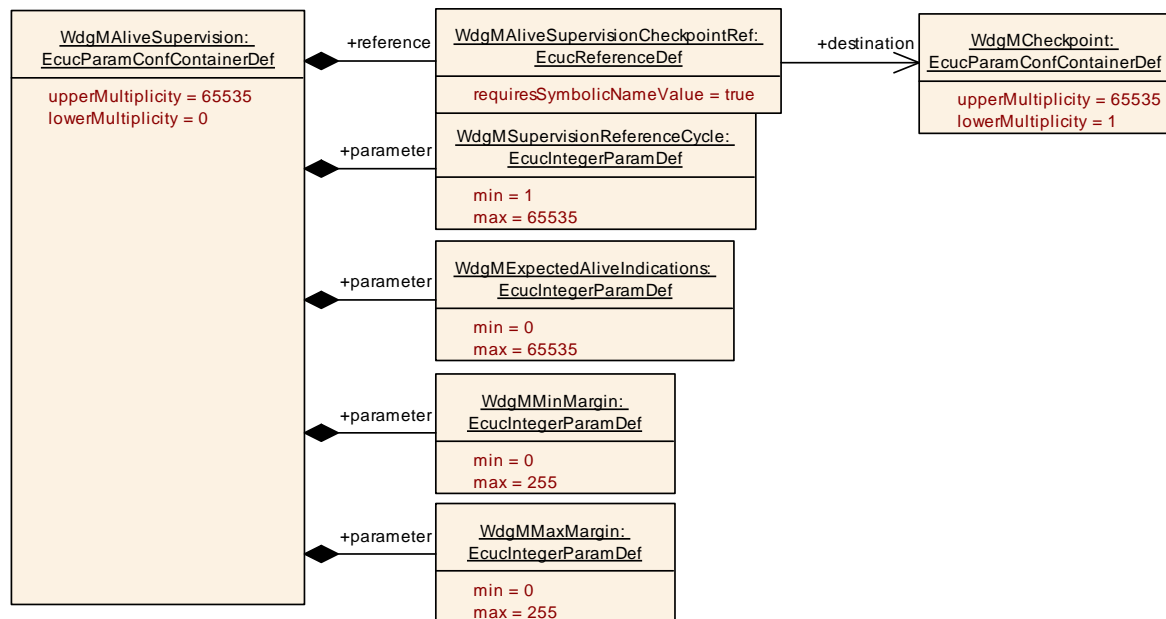 WdgMAliveSupervision:
EcucParamConfContainerDef
upperMultiplicity = 65535
lowerMultiplicity = 0
+reference
WdgMAliveSupervisionCheckpointRef:
EcucReferenceDef
requiresSymbolicNameValue = true
+destination
WdgMCheckpoint:
EcucParamConfContainerDef
upperMultiplicity = 65535
lowerMultiplicity = 1
+parameter
WdgMSupervisionReferenceCycle:
EcucIntegerParamDef
min = 1
max = 65535
+parameter
WdgMExpectedAliveIndications:
EcucIntegerParamDef
min = 0
max = 65535
+parameter
WdgMMinMargin:
EcucIntegerParamDef
min = 0
max = 255
+parameter
WdgMMaxMargin:
EcucIntegerParamDef
min = 0
max = 255